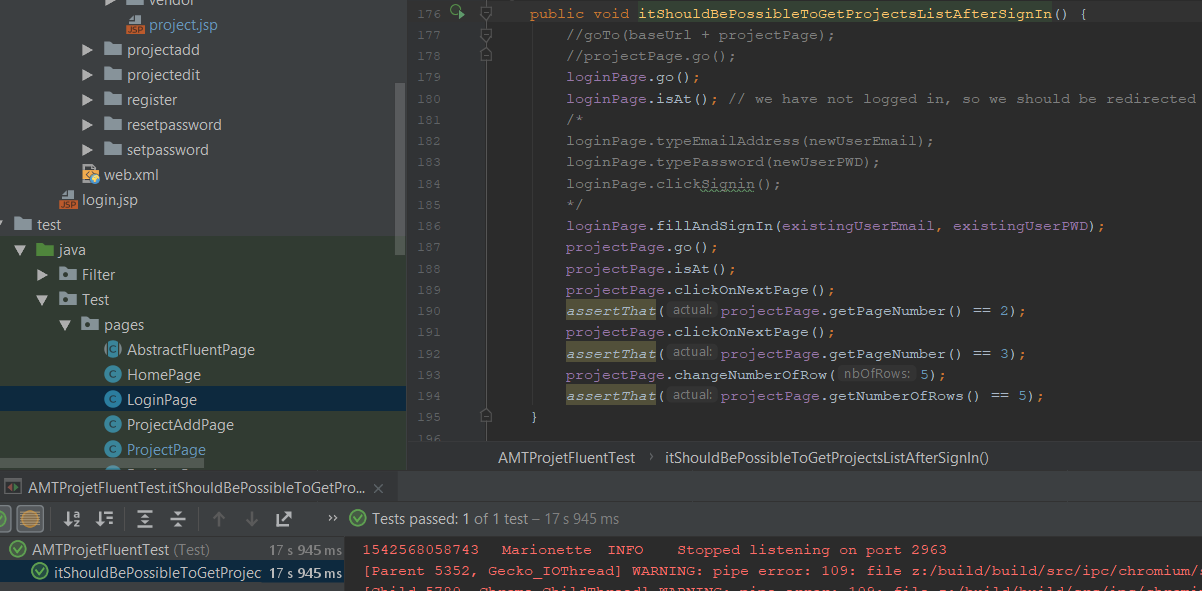 vendor
project.jsp
projectadd
projectedit
register
resetpassword
setpassword
web.xml
login.jsp
test
java
Filter
Test
pages
AbstractFluentPage
HomePage
LoginPage
ProjectAddPage
ProjectPage
176 public void itShouldBePossibleToGetProjectsListAfterSignIn() {
177 //goTo(baseUrl + projectPage);
178 //projectPage.go();
179 loginPage.go();
180 loginPage.isAt(); // we have not logged in, so we should be redirected
181 /*
182 loginPage.typeEmailAddress(newUserEmail);
183 loginPage.typePassword(newUserPWD);
184 loginPage.clickSignin();
185 */
186 loginPage.fillAndSignIn(existingUserEmail, existingUserPWD);
187 projectPage.go();
188 projectPage.isAt();
189 projectPage.clickOnNextPage();
190 assertThat( actual: projectPage.getPageNumber() == 2);
191 projectPage.clickOnNextPage();
192 assertThat( actual: projectPage.getPageNumber() == 3);
193 projectPage.changeNumberOfRow( nbOfRows: 5);
194 assertThat( actual: projectPage.getNumberOfRows() == 5);
195 }
196
AMTProjetFluentTest › itShouldBePossibleToGetProjectsListAfterSignIn()
AMTProjetFluentTest.itShouldBePossibleToGetPro... ×
» Tests passed: 1 of 1 test – 17 s 945 ms
AMTProjetFluentTest (Test) 17 s 945 ms
itShouldBePossibleToGetProjec 17 s 945 ms
1542568058743 Marionette INFO Stopped listening on port 2963
[Parent 5352, Gecko_IOThread] WARNING: pipe error: 109: file z:/build/build/src/ipc/chromium/s